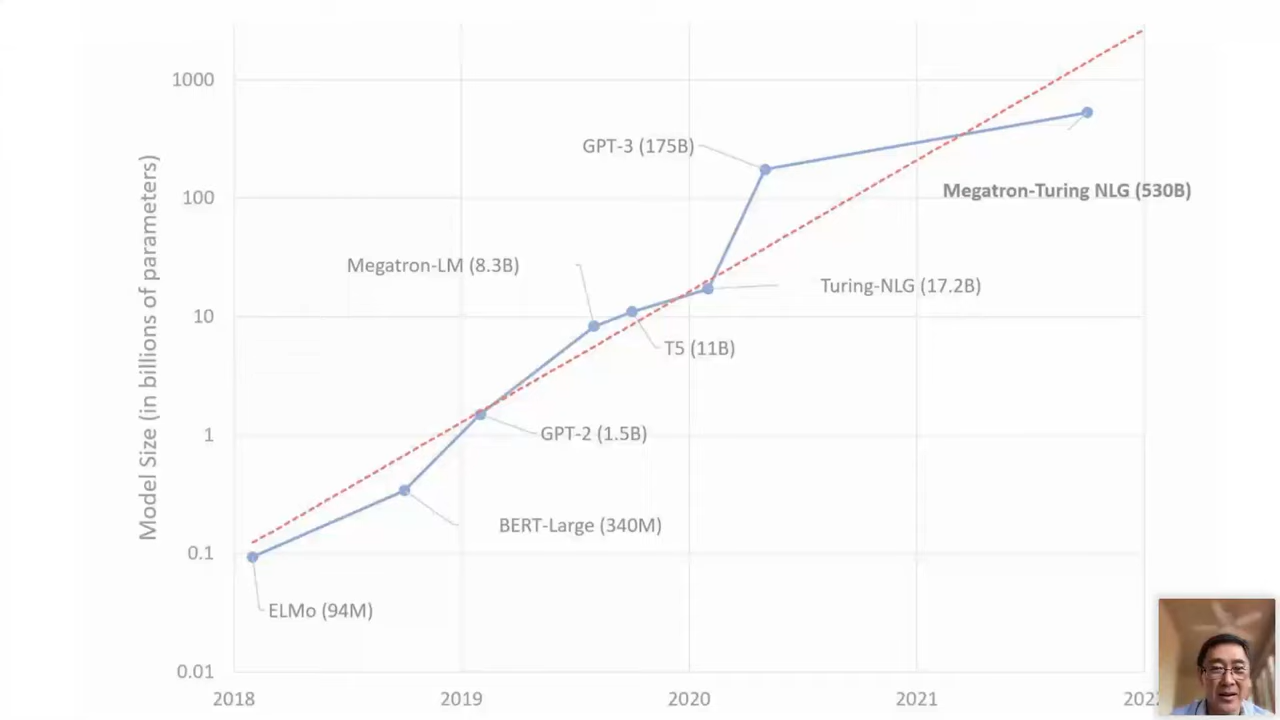 1000
100
10
1
0.1
0.01
Model Size (in billions of parameters)
GPT-3 (175B)
Megatron-Turing NLG (530B)
Megatron-LM (8.3B)
Turing-NLG (17.2B)
T5 (11B)
GPT-2 (1.5B)
BERT-Large (340M)
ELMo (94M)
2018
2019
2020
2021